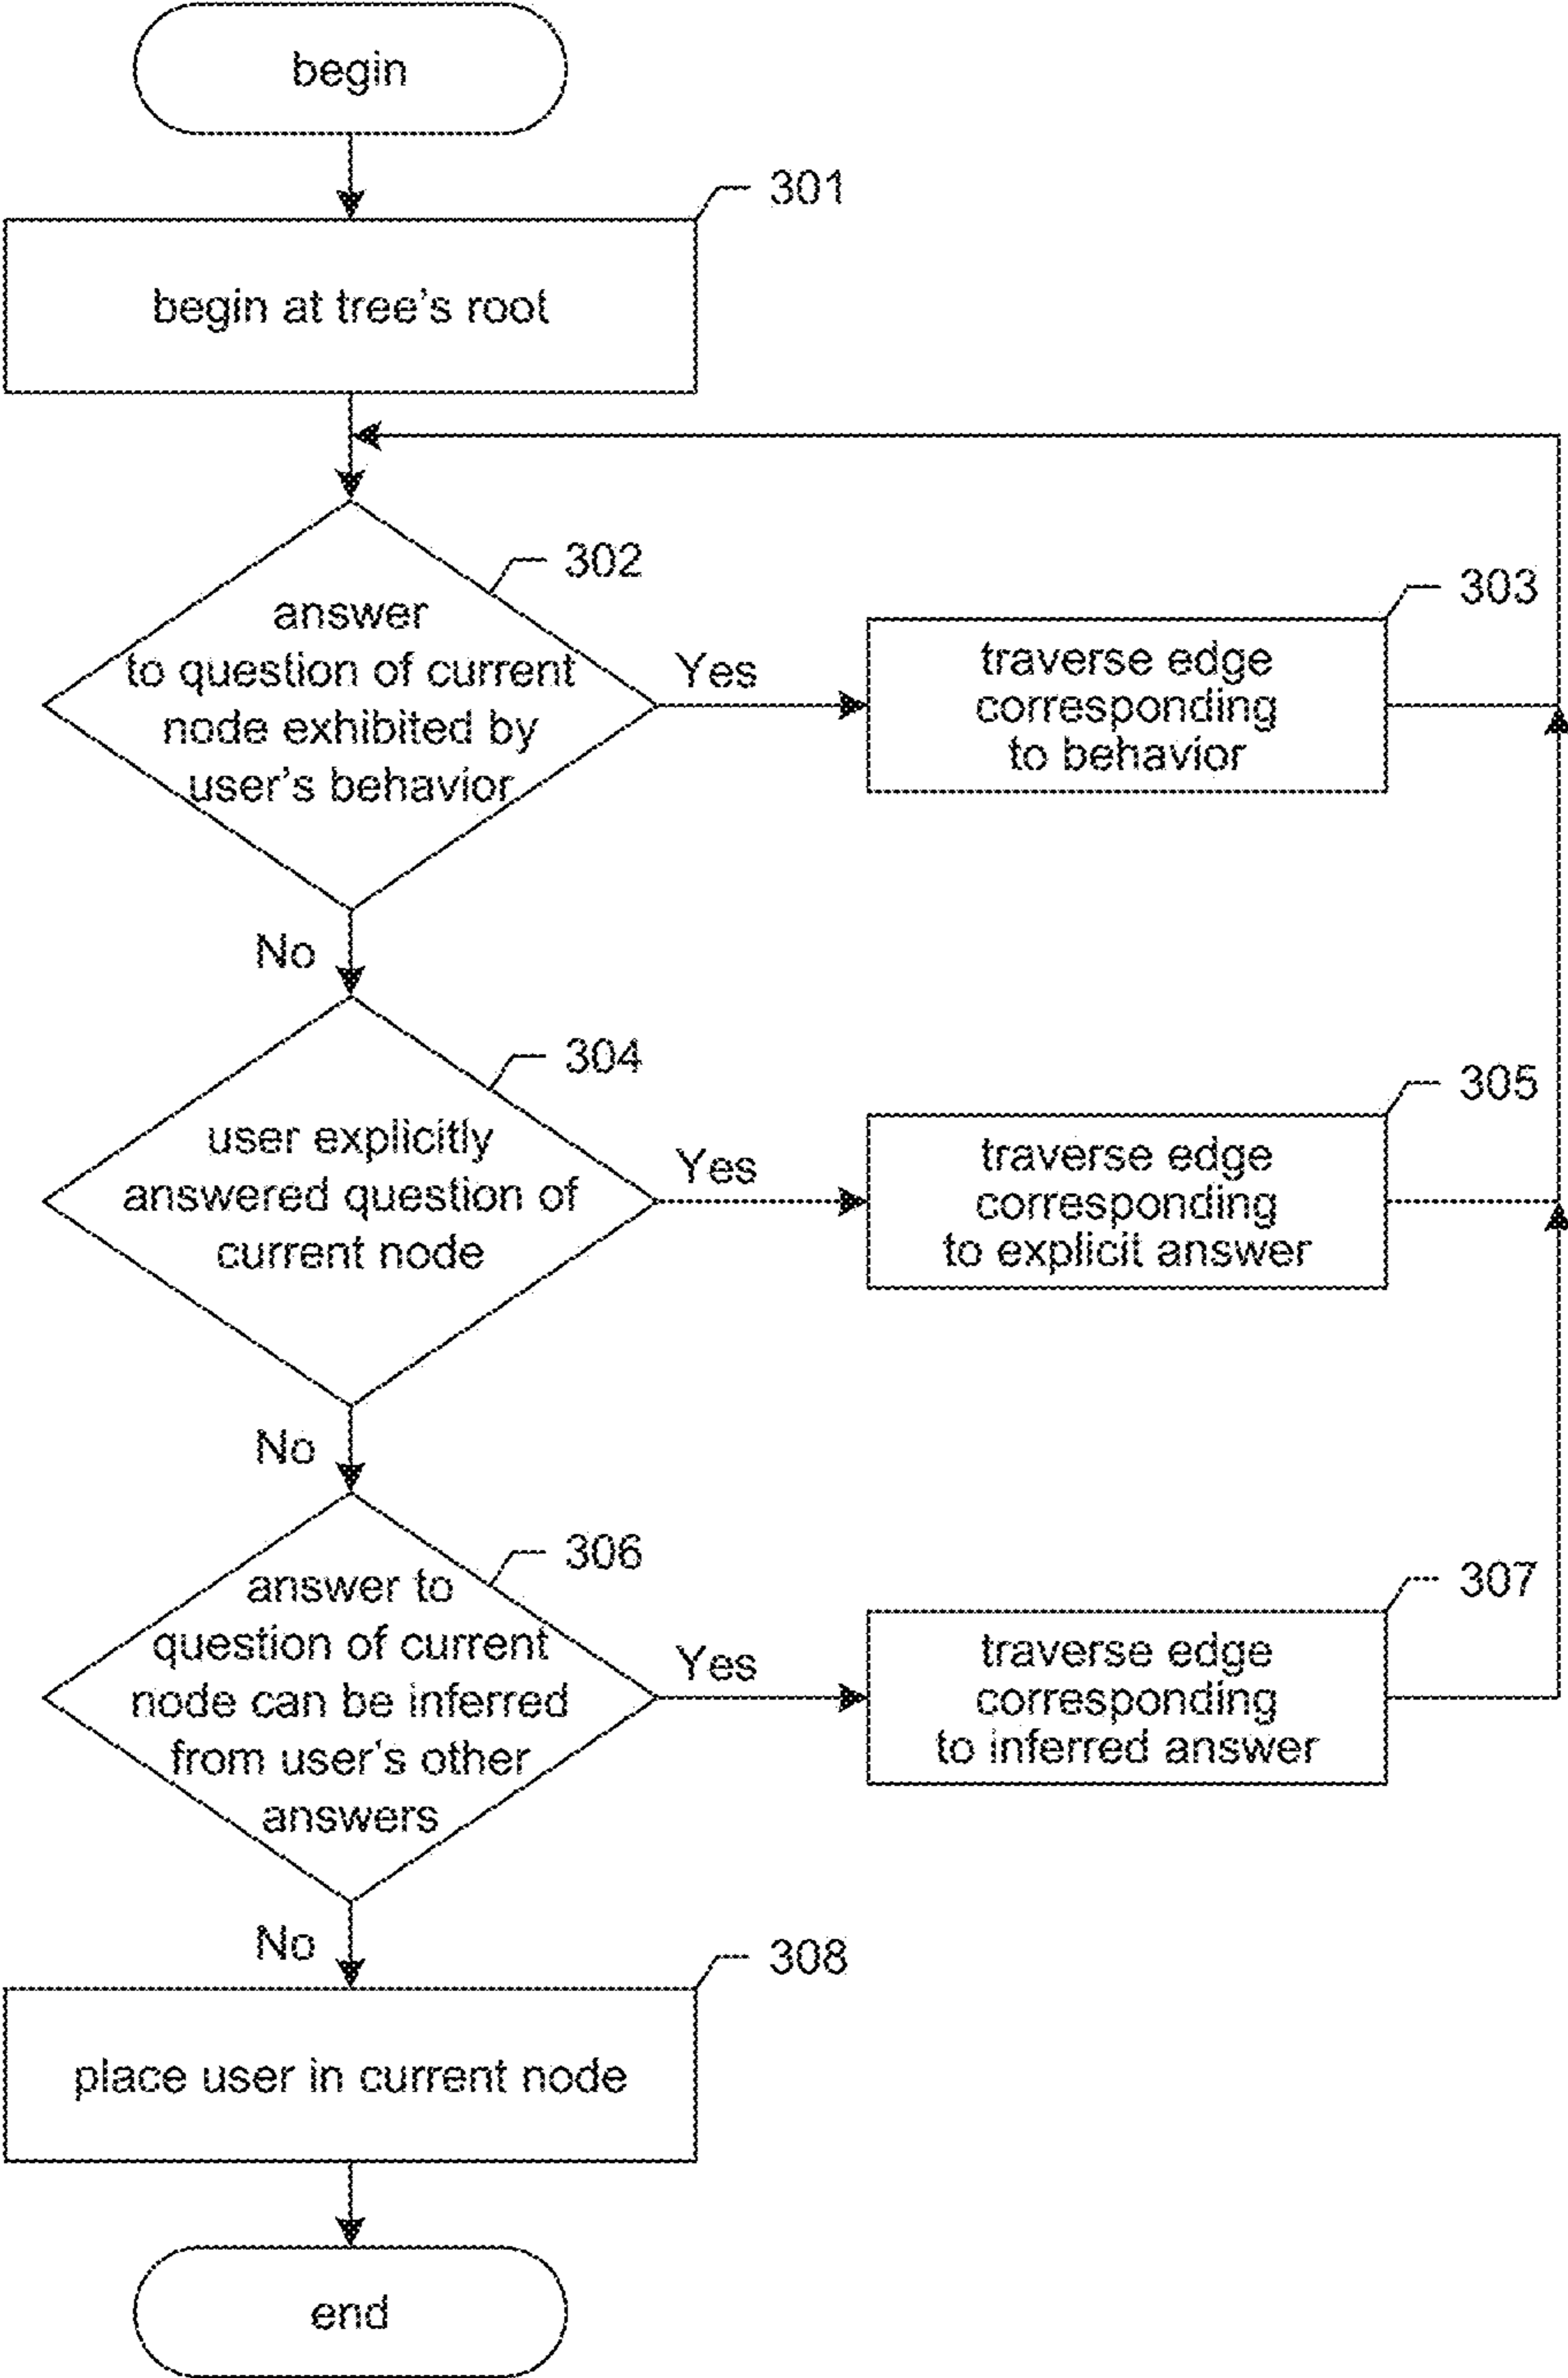 begin
301
begin at tree's root
302
answer
to question of current
node exhibited by
user's behavior
Yes
303
traverse edge
corresponding
to behavior
No
304
user explicitly
answered question of
current node
Yes
305
traverse edge
corresponding
to explicit answer
No
306
answer to
question of current
node can be inferred
from user's other
answers
Yes
307
traverse edge
corresponding
to inferred answer
No
308
place user in current node
end